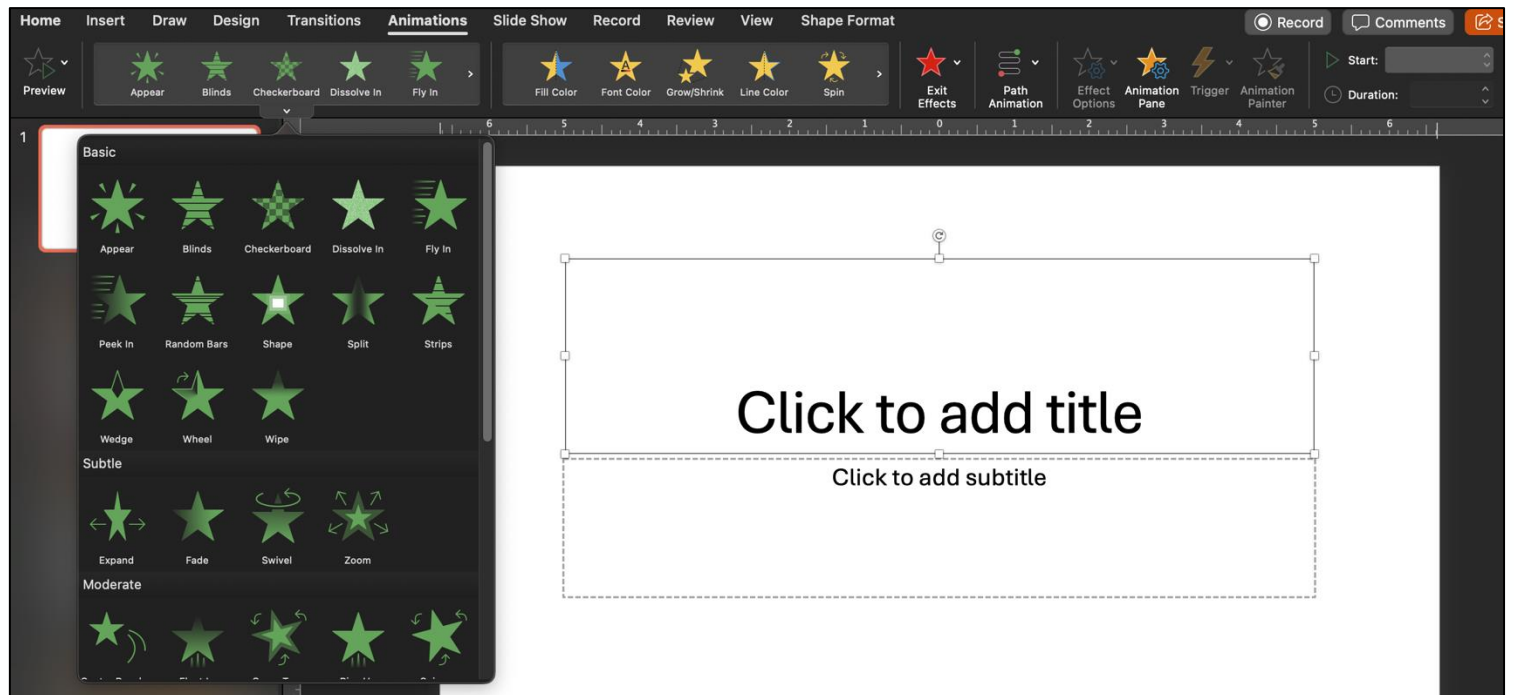 Home Insert Draw Design Transitions Animations Slide Show Record Review View Shape Format Record Comments
Preview Appear Blinds Checkerboard Dissolve In Fly In Fill Color Font Color Grow/Shrink Line Color Spin Exit Effects Path Animation Effect Options Animation Pane Trigger Animation Painter Start:
Duration:
6 5 4 3 2 1 0 1 2 3 4 5 6
1
Basic
Appear Blinds Checkerboard Dissolve In Fly In
Peek In Random Bars Shape Split Strips
Wedge Wheel Wipe
Subtle
Expand Fade Swivel Zoom
Moderate
Click to add title
Click to add subtitle